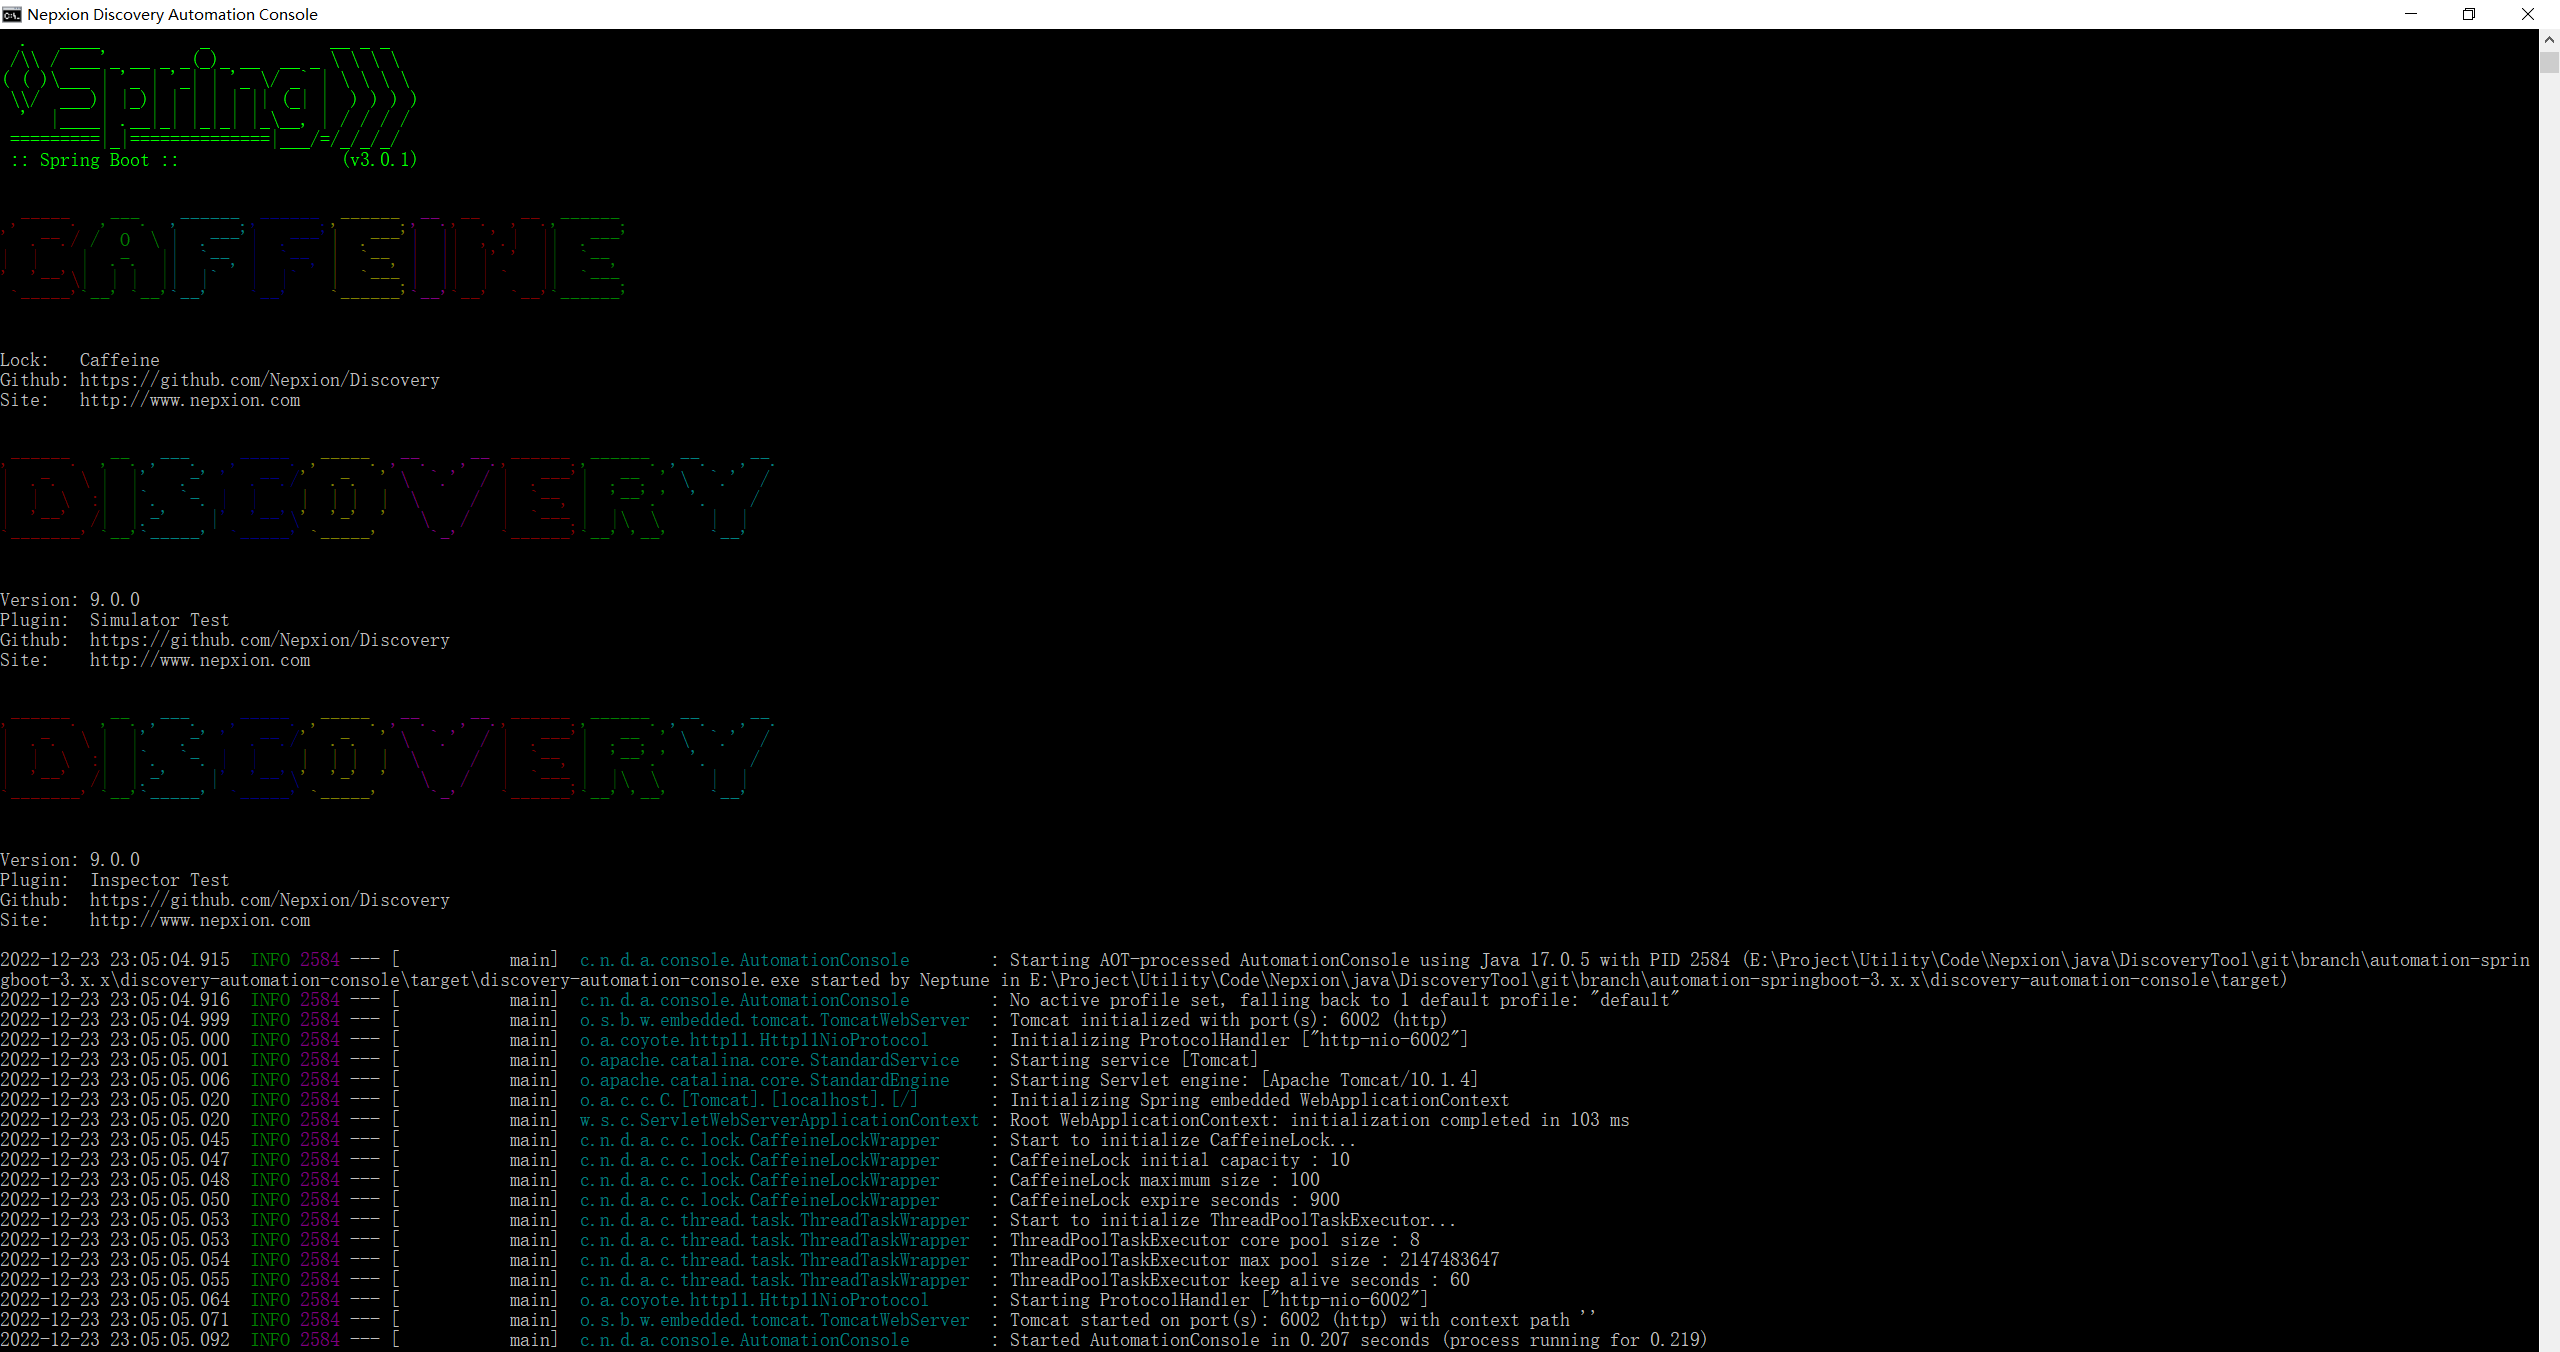 Nepxion Discovery Automation Console
Spring
:: Spring Boot ::                (v3.0.1)
CAFFEINE
Lock:   Caffeine
Github: https://github.com/Nepxion/Discovery
Site:   http://www.nepxion.com
DISCOVERY
Version: 9.0.0
Plugin:  Simulator Test
Github:  https://github.com/Nepxion/Discovery
Site:    http://www.nepxion.com
DISCOVERY
Version: 9.0.0
Plugin:  Inspector Test
Github:  https://github.com/Nepxion/Discovery
Site:    http://www.nepxion.com
2022-12-23 23:05:04.915  INFO 2584 --- [           main]  c.n.d.a.console.AutomationConsole        : Starting AOT-processed AutomationConsole using Java 17.0.5 with PID 2584 (E:\Project\Utility\Code\Nepxion\java\DiscoveryTool\git\branch\automation-sprin
gboot-3.x.x\discovery-automation-console\target\discovery-automation-console.exe started by Neptune in E:\Project\Utility\Code\Nepxion\java\DiscoveryTool\git\branch\automation-springboot-3.x.x\discovery-automation-console\target)
2022-12-23 23:05:04.916  INFO 2584 --- [           main]  c.n.d.a.console.AutomationConsole        : No active profile set, falling back to 1 default profile: "default"
2022-12-23 23:05:04.999  INFO 2584 --- [           main]  o.s.b.w.embedded.tomcat.TomcatWebServer  : Tomcat initialized with port(s): 6002 (http)
2022-12-23 23:05:05.000  INFO 2584 --- [           main]  o.a.coyote.http11.Http11NioProtocol      : Initializing ProtocolHandler ["http-nio-6002"]
2022-12-23 23:05:05.001  INFO 2584 --- [           main]  o.apache.catalina.core.StandardService   : Starting service [Tomcat]
2022-12-23 23:05:05.006  INFO 2584 --- [           main]  o.apache.catalina.core.StandardEngine    : Starting Servlet engine: [Apache Tomcat/10.1.4]
2022-12-23 23:05:05.020  INFO 2584 --- [           main]  o.a.c.c.C.[Tomcat].[localhost].[/]       : Initializing Spring embedded WebApplicationContext
2022-12-23 23:05:05.020  INFO 2584 --- [           main]  w.s.c.ServletWebServerApplicationContext : Root WebApplicationContext: initialization completed in 103 ms
2022-12-23 23:05:05.045  INFO 2584 --- [           main]  c.n.d.a.c.c.lock.CaffeineLockWrapper     : Start to initialize CaffeineLock...
2022-12-23 23:05:05.047  INFO 2584 --- [           main]  c.n.d.a.c.c.lock.CaffeineLockWrapper     : CaffeineLock initial capacity : 10
2022-12-23 23:05:05.048  INFO 2584 --- [           main]  c.n.d.a.c.c.lock.CaffeineLockWrapper     : CaffeineLock maximum size : 100
2022-12-23 23:05:05.050  INFO 2584 --- [           main]  c.n.d.a.c.c.lock.CaffeineLockWrapper     : CaffeineLock expire seconds : 900
2022-12-23 23:05:05.053  INFO 2584 --- [           main]  c.n.d.a.c.thread.task.ThreadTaskWrapper  : Start to initialize ThreadPoolTaskExecutor...
2022-12-23 23:05:05.053  INFO 2584 --- [           main]  c.n.d.a.c.thread.task.ThreadTaskWrapper  : ThreadPoolTaskExecutor core pool size : 8
2022-12-23 23:05:05.054  INFO 2584 --- [           main]  c.n.d.a.c.thread.task.ThreadTaskWrapper  : ThreadPoolTaskExecutor max pool size : 2147483647
2022-12-23 23:05:05.055  INFO 2584 --- [           main]  c.n.d.a.c.thread.task.ThreadTaskWrapper  : ThreadPoolTaskExecutor keep alive seconds : 60
2022-12-23 23:05:05.064  INFO 2584 --- [           main]  o.a.coyote.http11.Http11NioProtocol      : Starting ProtocolHandler ["http-nio-6002"]
2022-12-23 23:05:05.071  INFO 2584 --- [           main]  o.s.b.w.embedded.tomcat.TomcatWebServer  : Tomcat started on port(s): 6002 (http) with context path ''
2022-12-23 23:05:05.092  INFO 2584 --- [           main]  c.n.d.a.console.AutomationConsole        : Started AutomationConsole in 0.207 seconds (process running for 0.219)